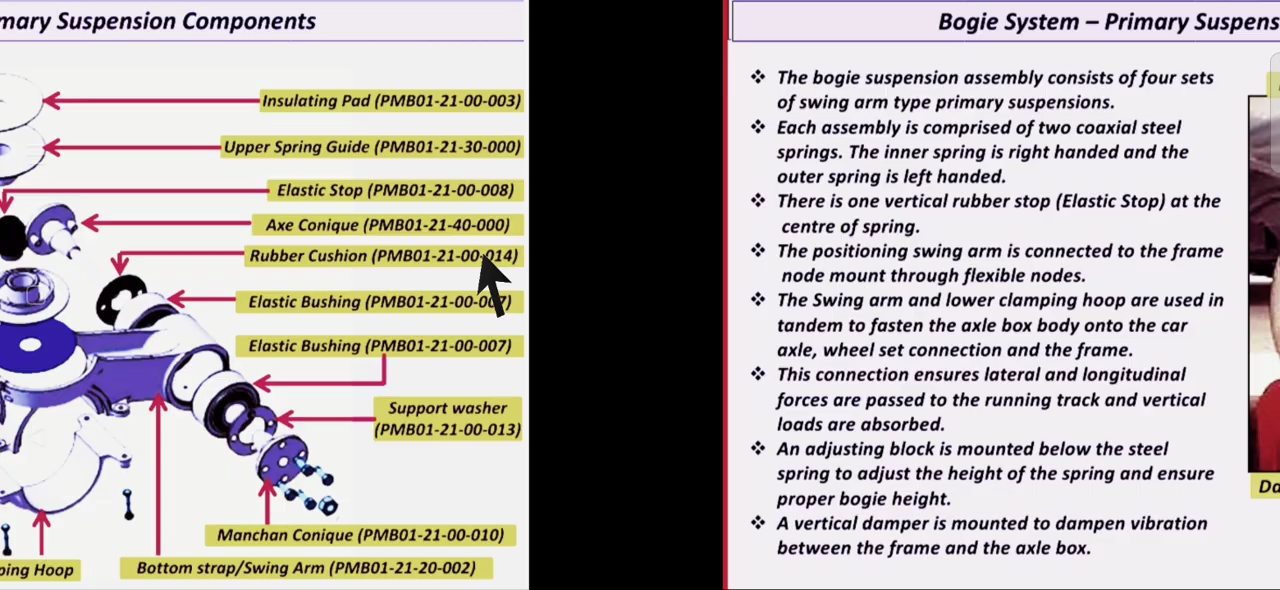 mary Suspension Components
Insulating Pad (PMB01-21-00-003)
Upper Spring Guide (PMB01-21-30-000)
Elastic Stop (PMB01-21-00-008)
Axe Conique (PMB01-21-40-000)
Rubber Cushion (PMB01-21-00-014)
Elastic Bushing (PMB01-21-00-007)
Elastic Bushing (PMB01-21-00-007)
Support washer
(PMB01-21-00-013)
Manchan Conique (PMB01-21-00-010)
ping Hoop
Bottom strap/Swing Arm (PMB01-21-20-002)
Bogie System – Primary Suspens
❖ The bogie suspension assembly consists of four sets
of swing arm type primary suspensions.
❖ Each assembly is comprised of two coaxial steel
springs. The inner spring is right handed and the
outer spring is left handed.
❖ There is one vertical rubber stop (Elastic Stop) at the
centre of spring.
❖ The positioning swing arm is connected to the frame
node mount through flexible nodes.
❖ The Swing arm and lower clamping hoop are used in
tandem to fasten the axle box body onto the car
axle, wheel set connection and the frame.
❖ This connection ensures lateral and longitudinal
forces are passed to the running track and vertical
loads are absorbed.
❖ An adjusting block is mounted below the steel
spring to adjust the height of the spring and ensure
proper bogie height.
❖ A vertical damper is mounted to dampen vibration
between the frame and the axle box.
Da